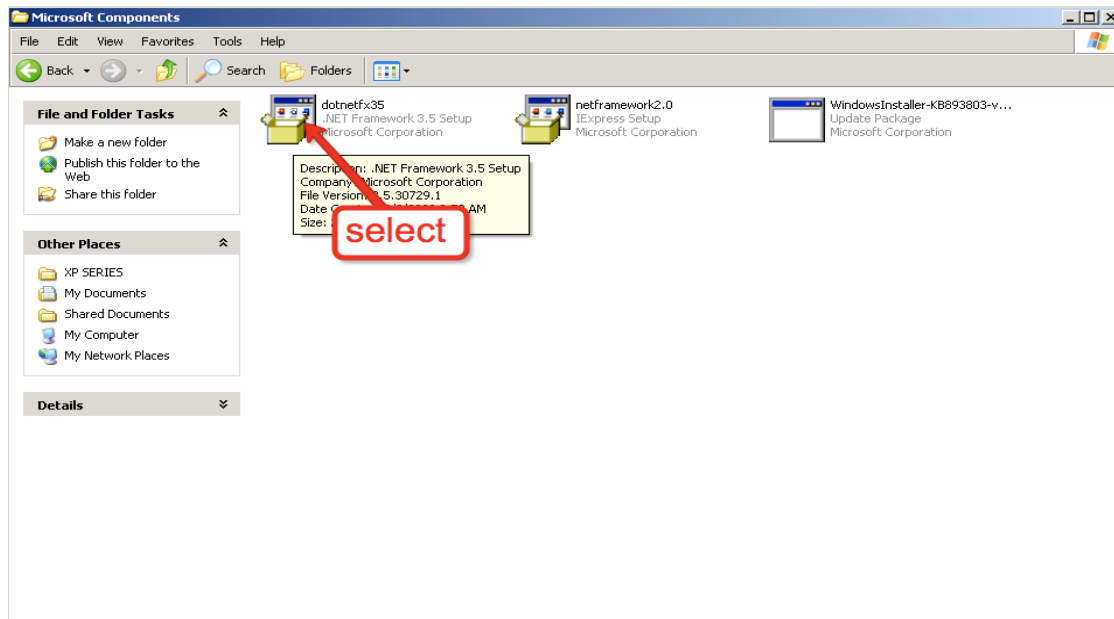 Microsoft Components
File Edit View Favorites Tools Help
Back Search Folders
File and Folder Tasks
Make a new folder
Publish this folder to the
Web
Share this folder
Other Places
XP SERIES
My Documents
Shared Documents
My Computer
My Network Places
Details
dotnetfx35
.NET Framework 3.5 Setup
Microsoft Corporation
netframework2.0
IExpress Setup
Microsoft Corporation
WindowsInstaller-KB893803-v...
Update Package
Microsoft Corporation
Description: .NET Framework 3.5 Setup
Company: Microsoft Corporation
File Version: 3.5.30729.1
Date AM
Size:
select